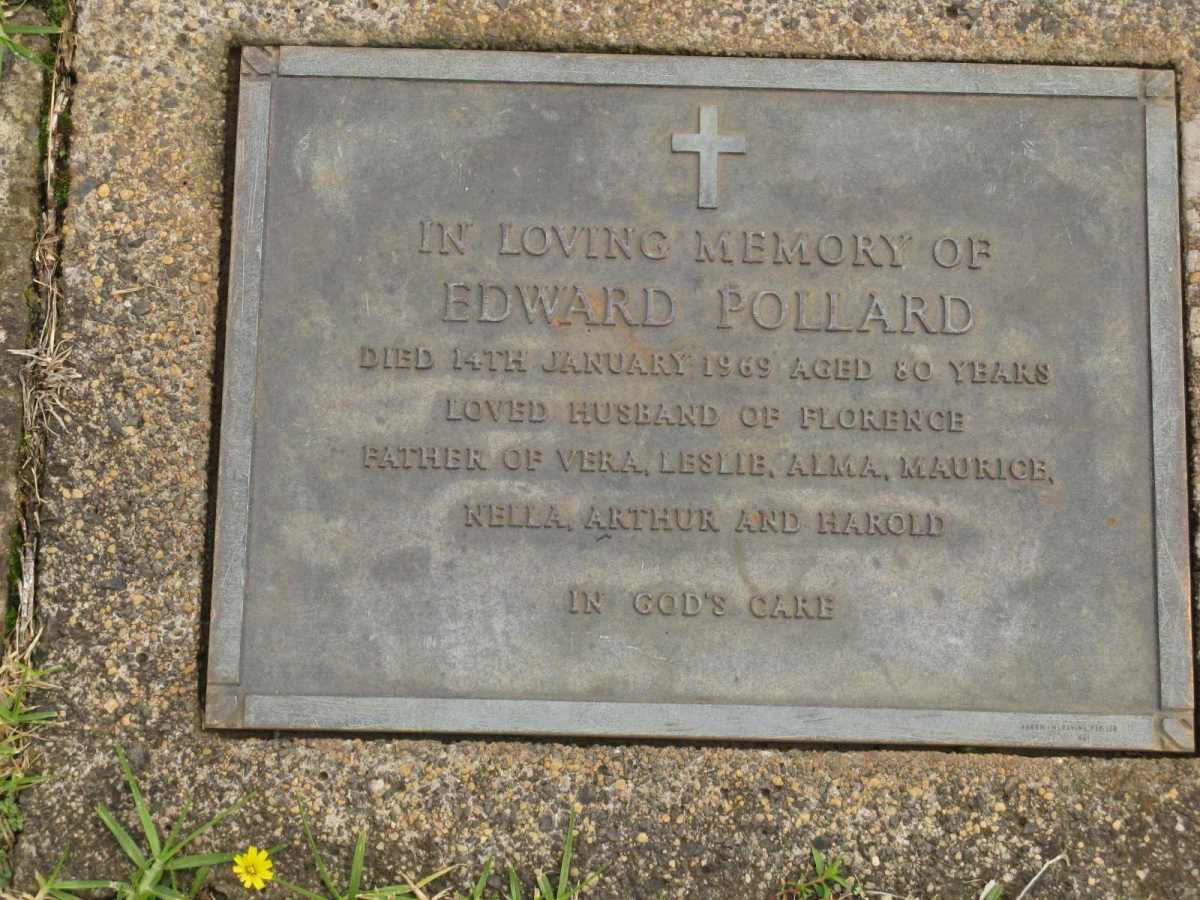 IN LOVING MEMORY OF
EDWARD POLLARD
DIED 14TH JANUARY 1969 AGED 80 YEARS
LOVED HUSBAND OF FLORENCE
FATHER OF VERA, LESLIE, ALMA, MAURICE,
NELLA, ARTHUR AND HAROLD
IN GOD'S CARE